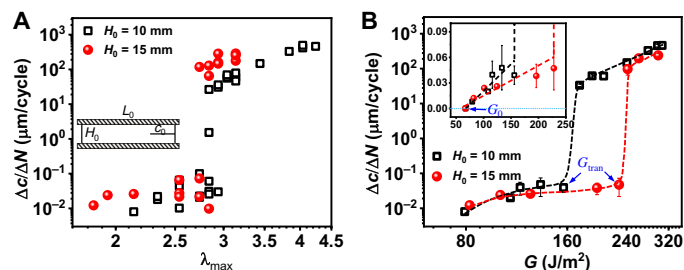 A
Δc/ΔN (μm/cycle)
10³
10²
10¹
10⁰
10⁻¹
10⁻²
H₀ = 10 mm
H₀ = 15 mm
L₀
H₀
c₀
2
2.5
3
3.5
4
4.5
λmax
B
Δc/ΔN (μm/cycle)
10³
10²
10¹
10⁰
10⁻¹
10⁻²
0.09
0.06
0.03
0.00
50
100
150
200
G₀
H₀ = 10 mm
H₀ = 15 mm
Gtran
80
160
240
320
G (J/m²)